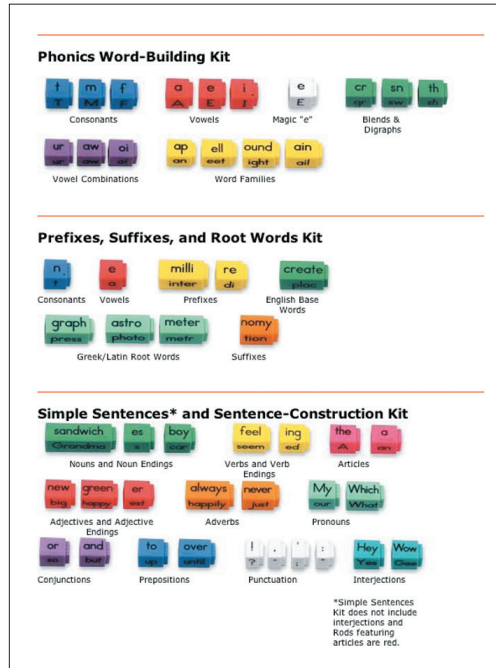 Phonics Word-Building Kit
t m f a e i e cr sn th
T M F A E I E gr sw sh
Consonants Vowels Magic "e" Blends & Digraphs
ur aw oi ap ell ound ain
ur aw oi an eet ight ail
Vowel Combinations Word Families
Prefixes, Suffixes, and Root Words Kit
n e milli re create
t a inter di plac
Consonants Vowels Prefixes English Base Words
graph astro meter nomy
press photo metr tion
Greek/Latin Root Words Suffixes
Simple Sentences* and Sentence-Construction Kit
sandwich es boy feel ing the a
Grandma s car seem ed A an
Nouns and Noun Endings Verbs and Verb Endings Articles
new green er always never My Which
big happy est happily just our What
Adjectives and Adjective Endings Adverbs Pronouns
or and to over ! , ' : Hey Wow
so but up until ? " ; Yes Gee
Conjunctions Prepositions Punctuation Interjections
*Simple Sentences
Kit does not include
interjections and
Rods featuring
articles are red.